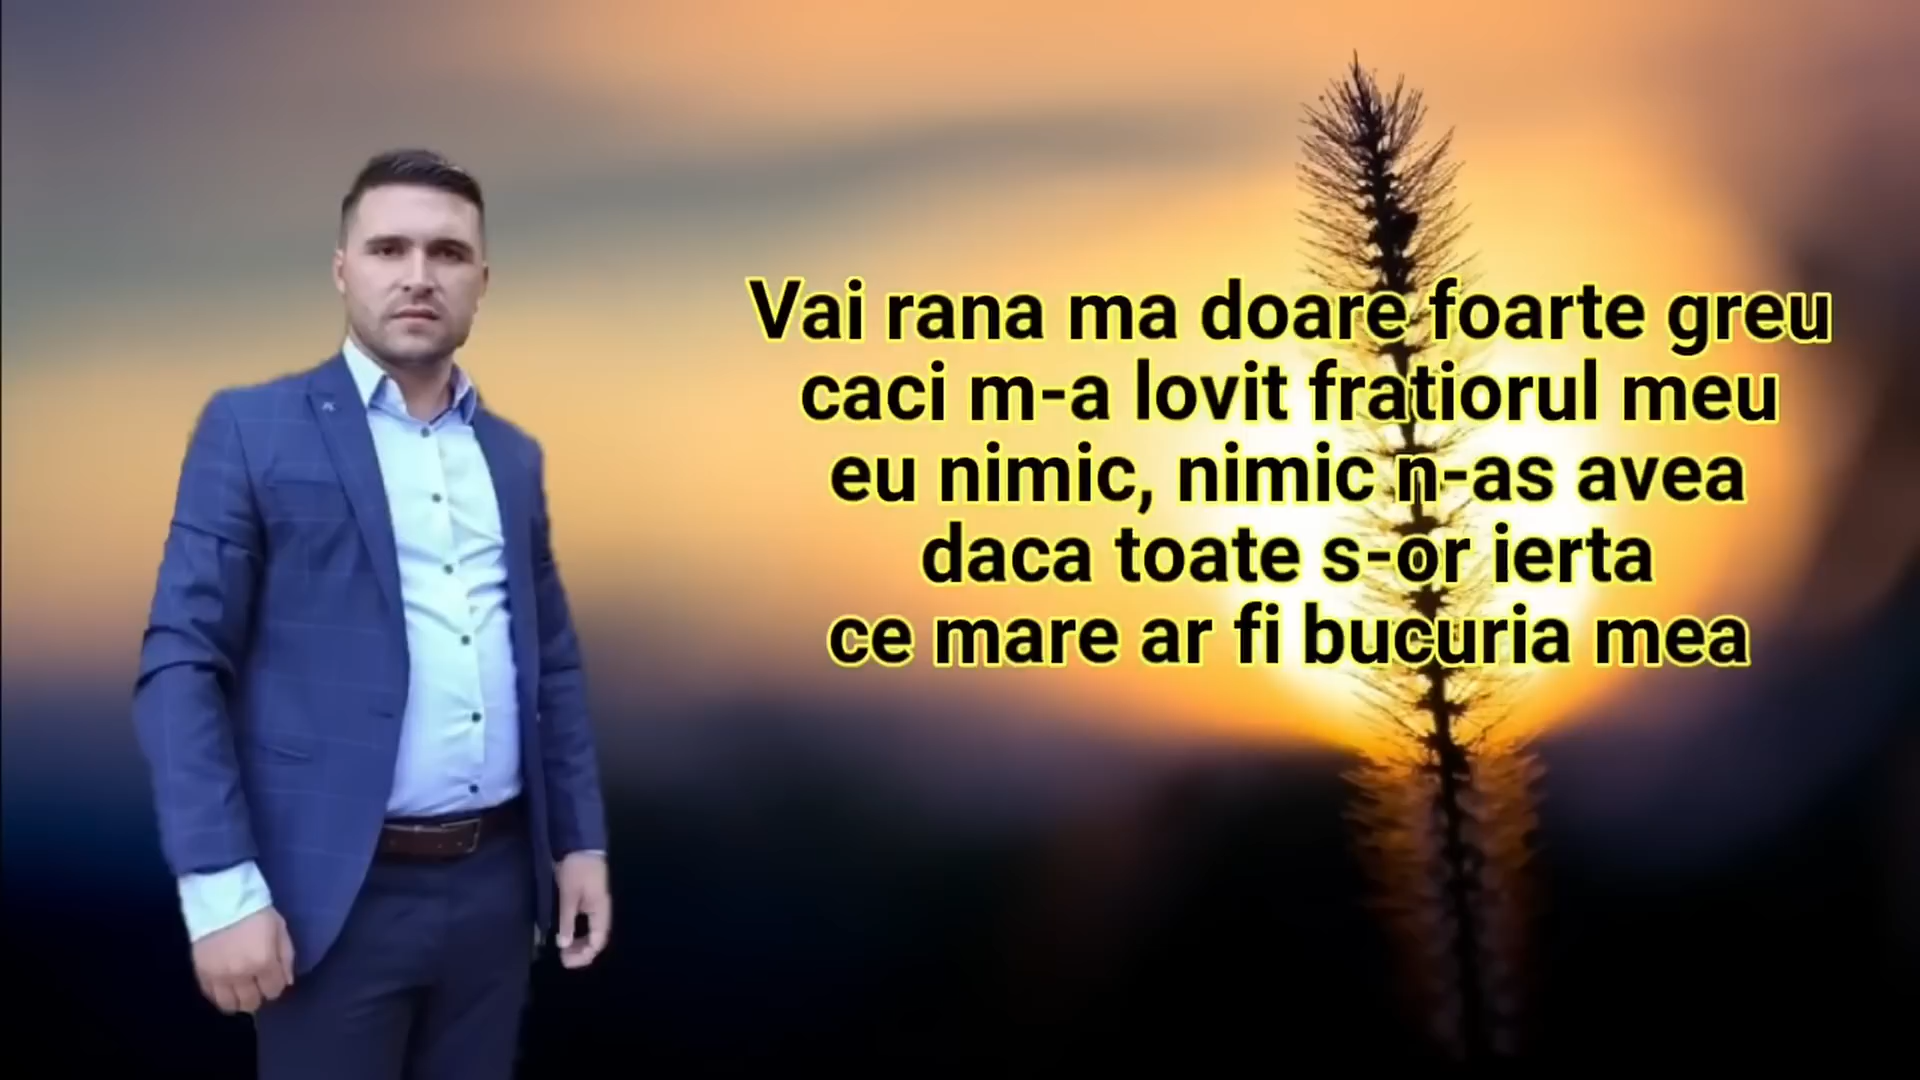 Vai rana ma doare foarte greu
caci m-a lovit fratiorul meu
eu nimic, nimic n-as avea
daca toate s-or ierta
ce mare ar fi bucuria mea